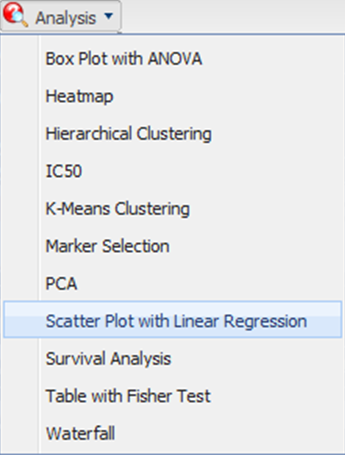 Analysis
Box Plot with ANOVA
Heatmap
Hierarchical Clustering
IC50
K-Means Clustering
Marker Selection
PCA
Scatter Plot with Linear Regression
Survival Analysis
Table with Fisher Test
Waterfall